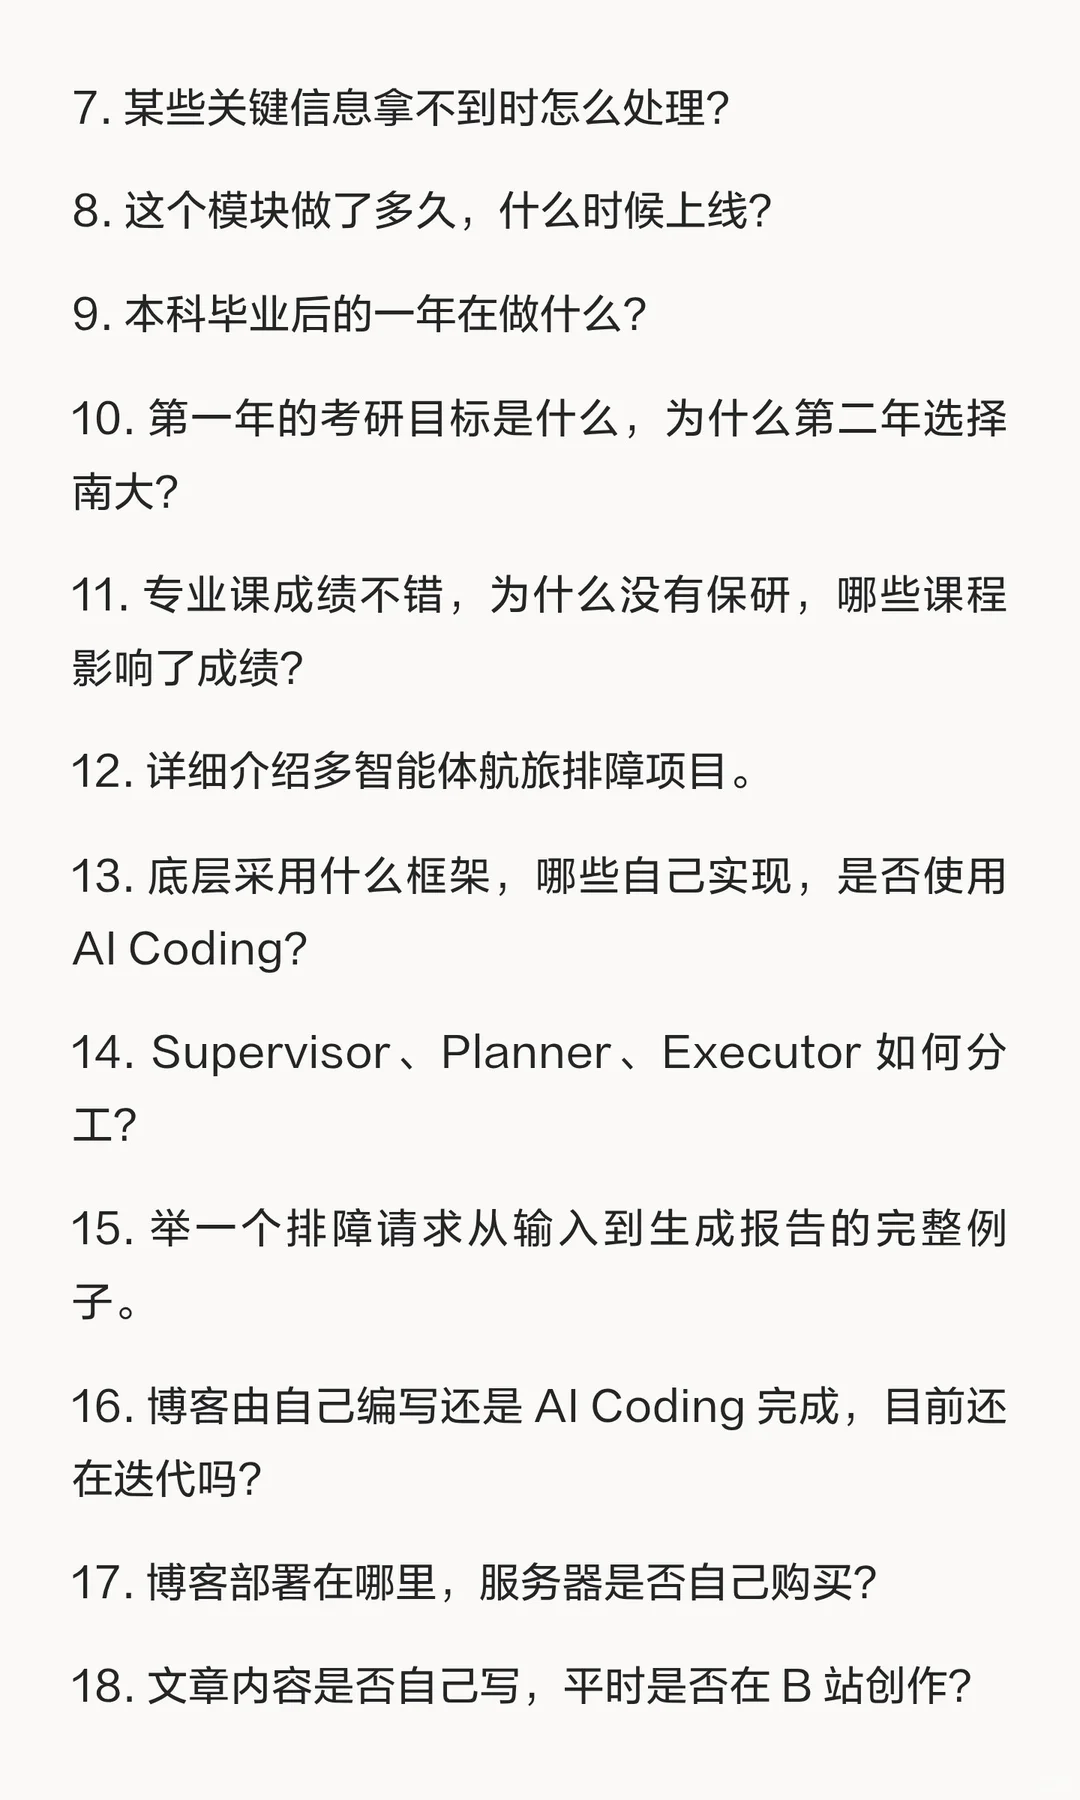 7. 某些关键信息拿不到时怎么处理？
8. 这个模块做了多久，什么时候上线？
9. 本科毕业后的一年在做什么？
10. 第一年的考研目标是什么，为什么第二年选择
南大？
11. 专业课成绩不错，为什么没有保研，哪些课程
影响了成绩？
12. 详细介绍多智能体航旅排障项目。
13. 底层采用什么框架，哪些自己实现，是否使用
AI Coding？
14. Supervisor、Planner、Executor 如何分
工？
15. 举一个排障请求从输入到生成报告的完整例
子。
16. 博客由自己编写还是 AI Coding 完成，目前还
在迭代吗？
17. 博客部署在哪里，服务器是否自己购买？
18. 文章内容是否自己写，平时是否在 B 站创作？